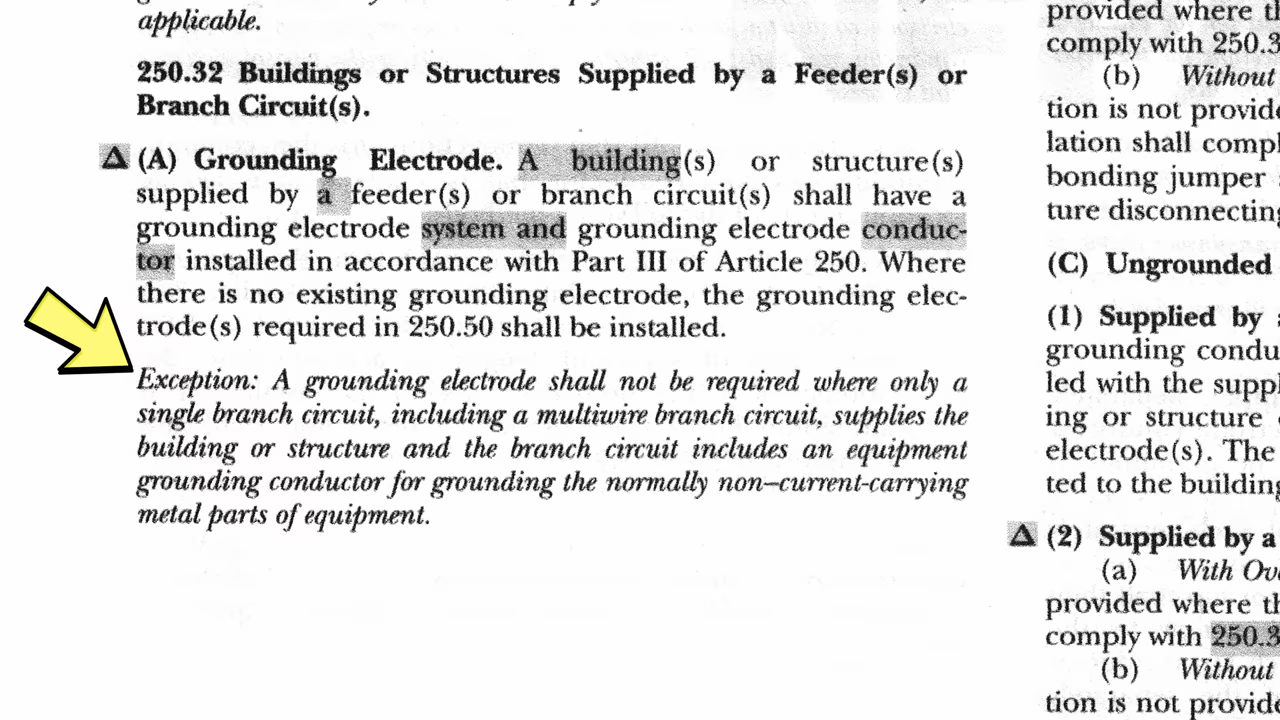 applicable.
250.32 Buildings or Structures Supplied by a Feeder(s) or
Branch Circuit(s).
Δ (A) Grounding Electrode. A building(s) or structure(s)
supplied by a feeder(s) or branch circuit(s) shall have a
grounding electrode system and grounding electrode conduc-
tor installed in accordance with Part III of Article 250. Where
there is no existing grounding electrode, the grounding elec-
trode(s) required in 250.50 shall be installed.
Exception: A grounding electrode shall not be required where only a
single branch circuit, including a multiwire branch circuit, supplies the
building or structure and the branch circuit includes an equipment
grounding conductor for grounding the normally non–current-carrying
metal parts of equipment.
provided where th
comply with 250.3
(b) Without
tion is not provide
lation shall compl
bonding jumper
ture disconnecting
(C) Ungrounded
(1) Supplied by
grounding condu
led with the suppl
ing or structure
electrode(s). The
ted to the building
Δ (2) Supplied by a
(a) With Ove
provided where th
comply with 250.3
(b) Without
tion is not provide